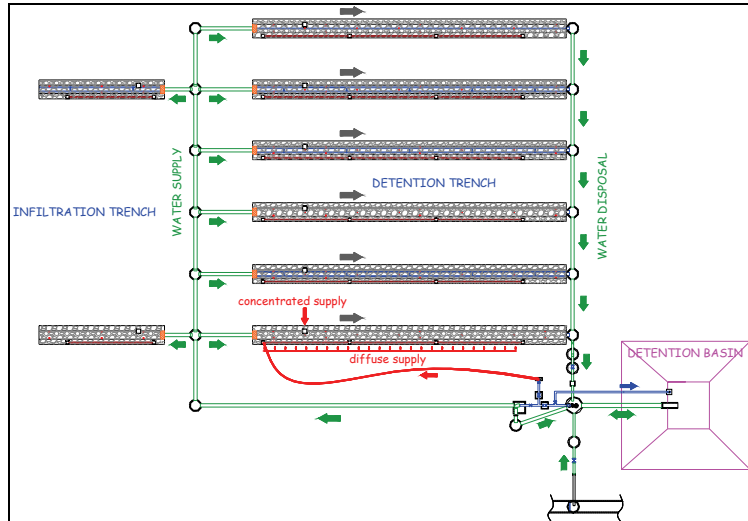 INFILTRATION TRENCH
WATER SUPPLY
DETENTION TRENCH
WATER DISPOSAL
concentrated supply
diffuse supply
DETENTION BASIN